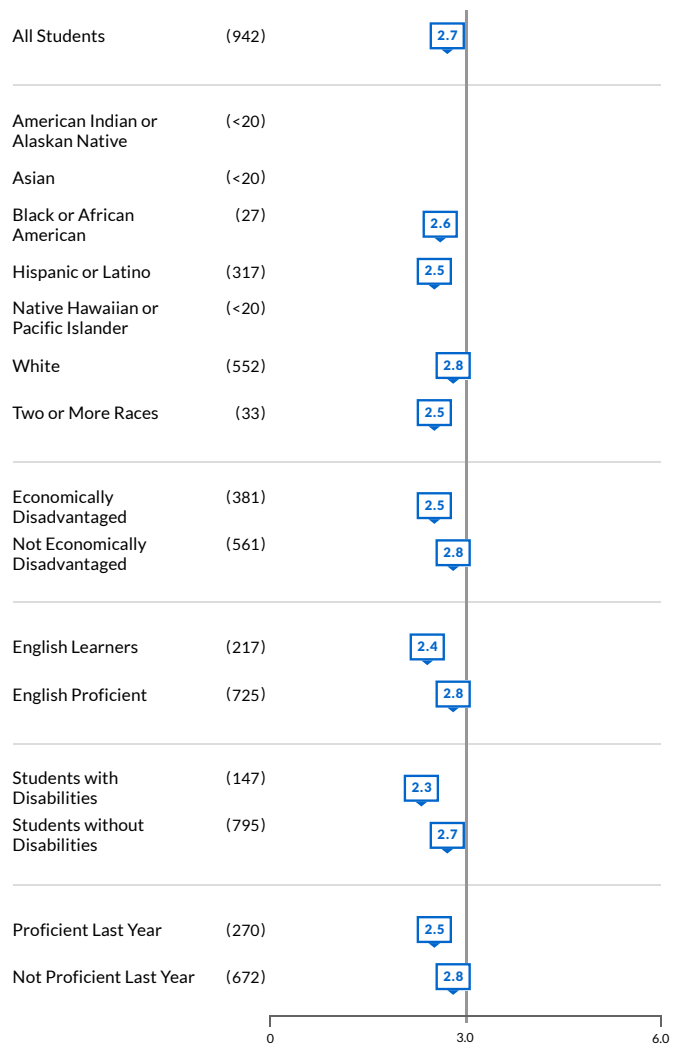 All Students (942) 2.7
American Indian or
Alaskan Native (<20)
Asian (<20)
Black or African
American (27) 2.6
Hispanic or Latino (317) 2.5
Native Hawaiian or
Pacific Islander (<20)
White (552) 2.8
Two or More Races (33) 2.5
Economically
Disadvantaged (381) 2.5
Not Economically
Disadvantaged (561) 2.8
English Learners (217) 2.4
English Proficient (725) 2.8
Students with
Disabilities (147) 2.3
Students without
Disabilities (795) 2.7
Proficient Last Year (270) 2.5
Not Proficient Last Year (672) 2.8
0 3.0 6.0